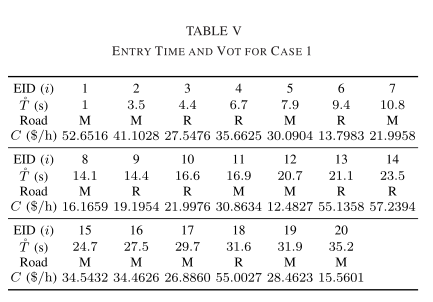 TABLE V
ENTRY TIME AND VOT FOR CASE 1
EID (i) 1 2 3 4 5 6 7
T̊ (s) 1 3.5 4.4 6.7 7.9 9.4 10.8
Road M M R M M R M
C ($/h) 52.6516 41.1028 27.5476 35.6625 30.0904 13.7983 21.9958
EID (i) 8 9 10 11 12 13 14
T̊ (s) 14.1 14.4 16.6 16.9 20.7 21.1 23.5
Road M R R M M R R
C ($/h) 16.1659 19.1954 21.9976 30.8634 12.4827 55.1358 57.2394
EID (i) 15 16 17 18 19 20
T̊ (s) 24.7 27.5 29.7 31.6 31.9 35.2
Road M M M R M M
C ($/h) 34.5432 34.4626 26.8860 55.0027 28.4623 15.5601